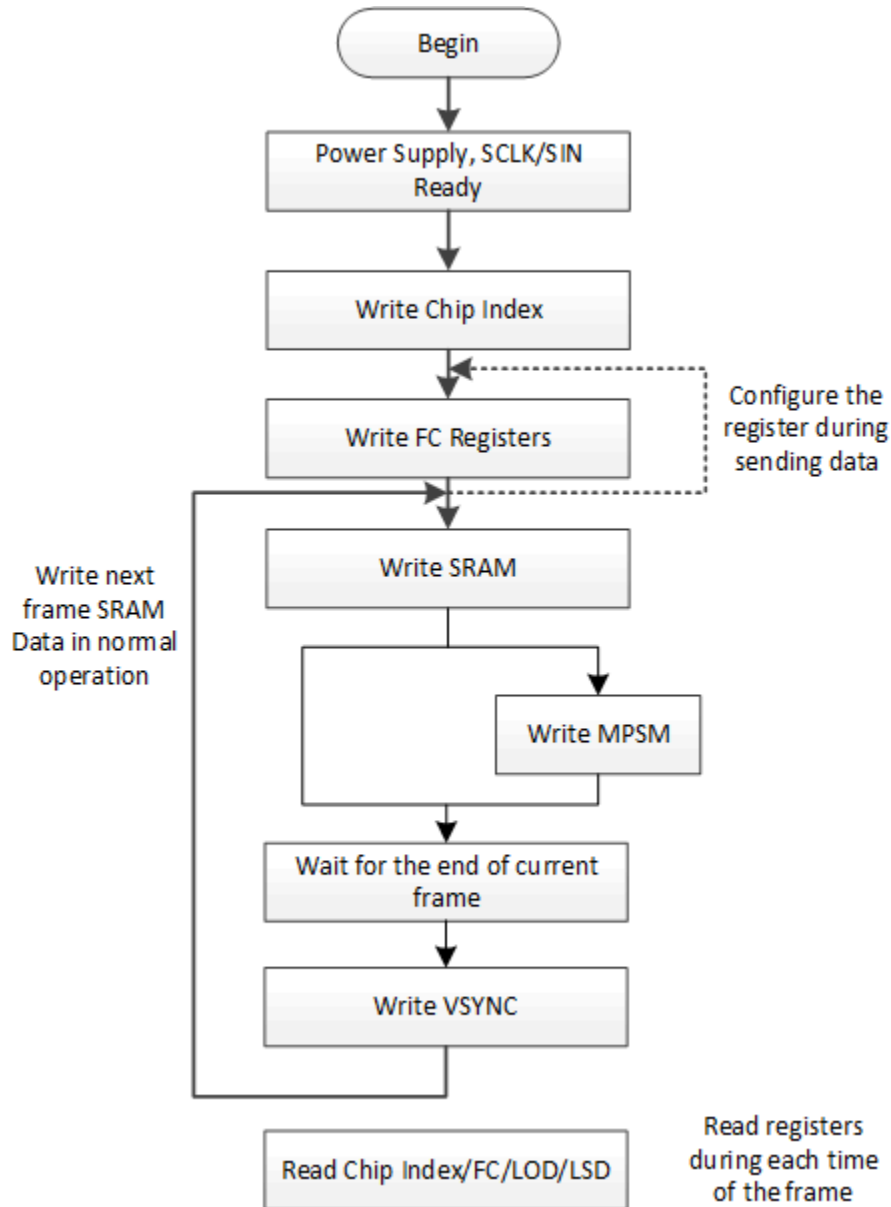 Begin
Power Supply, SCLK/SIN
Ready
Write Chip Index
Configure the
register during
sending data
Write FC Registers
Write SRAM
Write next
frame SRAM
Data in normal
operation
Write MPSM
Wait for the end of current
frame
Write VSYNC
Read Chip Index/FC/LOD/LSD
Read registers
during each time
of the frame